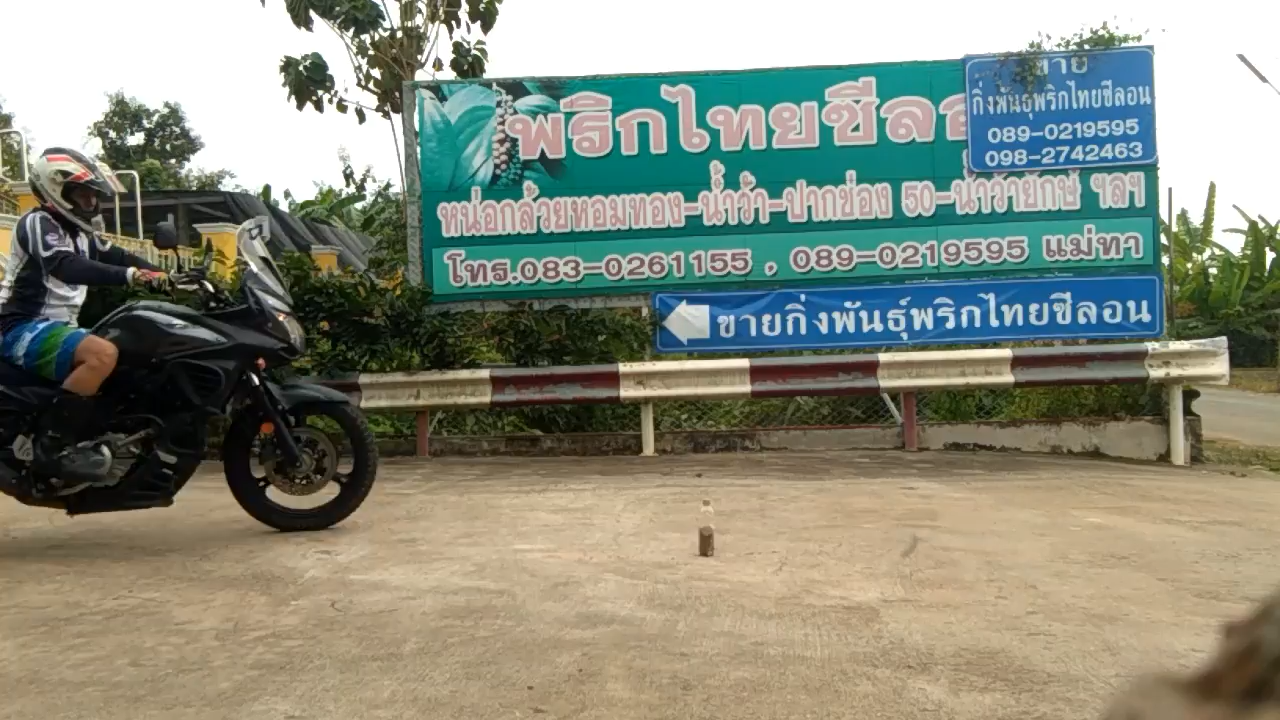 พริกไทยซีลอ
ขาย
กิ่งพันธุ์พริกไทยซีลอน
089-0219595
098-2742463
หน่อกล้วยหอมทอง-น้ำว้า-ปากช่อง 50-น้ำว้ายักษ์ ฯลฯ
โทร.083-0261155 , 089-0219595 แม่ทา
ขายกิ่งพันธุ์พริกไทยซีลอน